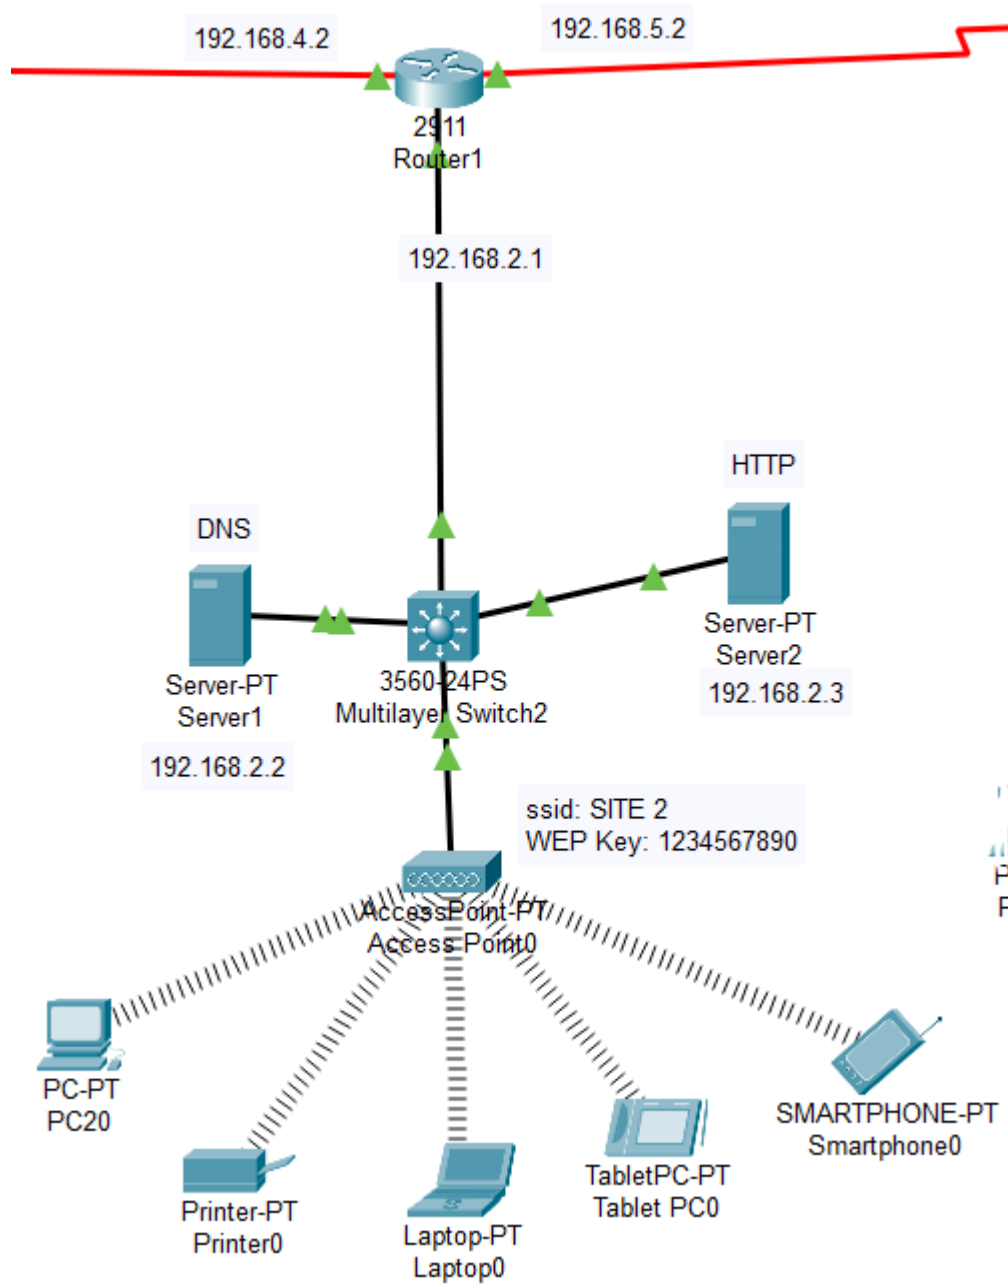 192.168.4.2
192.168.5.2
2911
Router1
192.168.2.1
HTTP
DNS
Server-PT
Server2
192.168.2.3
3560-24PS
Multilayer Switch2
Server-PT
Server1
192.168.2.2
ssid: SITE 2
WEP Key: 1234567890
AccessPoint-PT
Access Point0
PC-PT
PC20
SMARTPHONE-PT
Smartphone0
TabletPC-PT
Tablet PC0
Printer-PT
Printer0
Laptop-PT
Laptop0